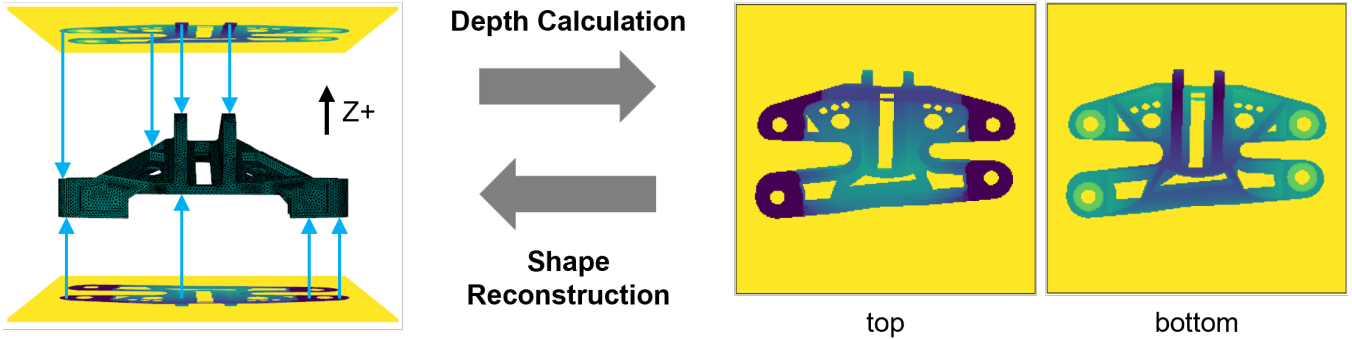 Depth Calculation
Z+
Shape
Reconstruction
top
bottom